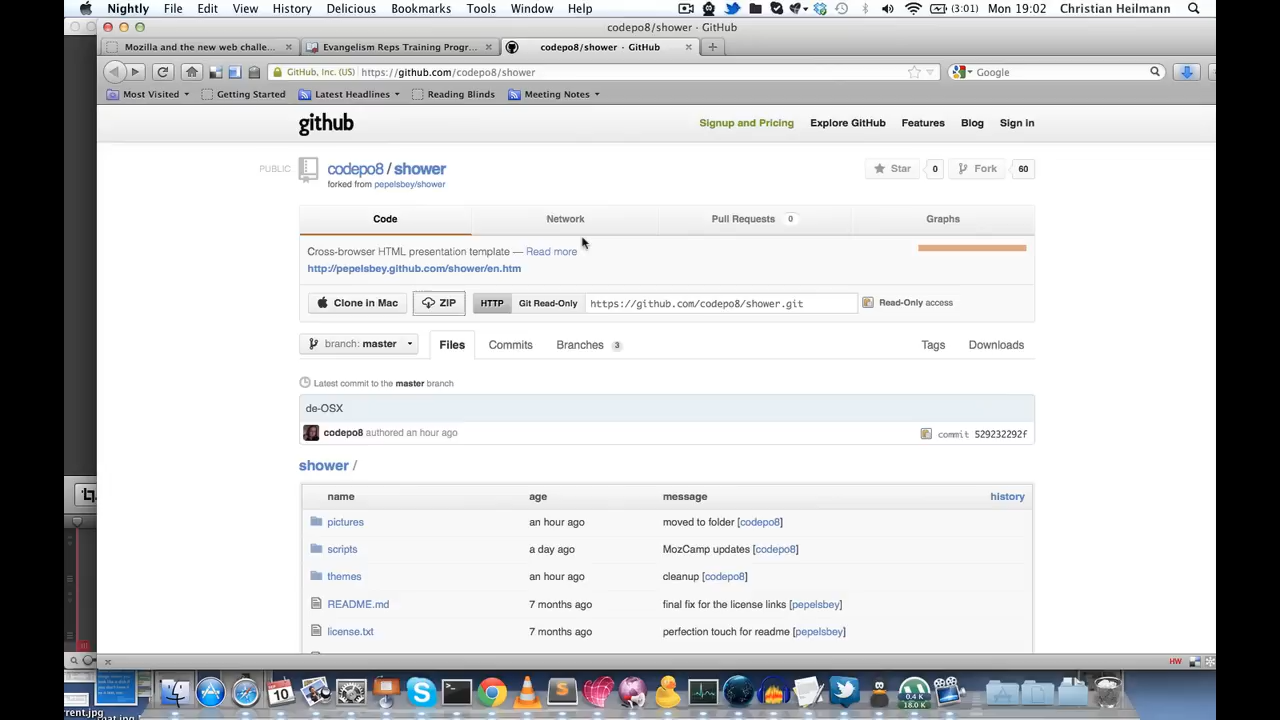 Nightly File Edit View History Delicious Bookmarks Tools Window Help (3:01) Mon 19:02 Christian Heilmann
codepo8/shower · GitHub
Mozilla and the new web challe... Evangelism Reps Training Progr... codepo8/shower · GitHub
GitHub, Inc. (US) https://github.com/codepo8/shower Google
Most Visited Getting Started Latest Headlines Reading Blinds Meeting Notes
github Signup and Pricing Explore GitHub Features Blog Sign in
PUBLIC codepo8 / shower Star 0 Fork 60
forked from pepelsbey/shower
Code Network Pull Requests 0 Graphs
Cross-browser HTML presentation template — Read more
http://pepelsbey.github.com/shower/en.htm
Clone in Mac ZIP HTTP Git Read-Only https://github.com/codepo8/shower.git Read-Only access
branch: master Files Commits Branches 3 Tags Downloads
Latest commit to the master branch
de-OSX
codepo8 authored an hour ago commit 529232292f
shower /
name age message history
pictures an hour ago moved to folder [codepo8]
scripts a day ago MozCamp updates [codepo8]
themes an hour ago cleanup [codepo8]
README.md 7 months ago final fix for the license links [pepelsbey]
license.txt 7 months ago perfection touch for readme [pepelsbey]
HW
10
0.4 K
18.0 K
rrent.jpg